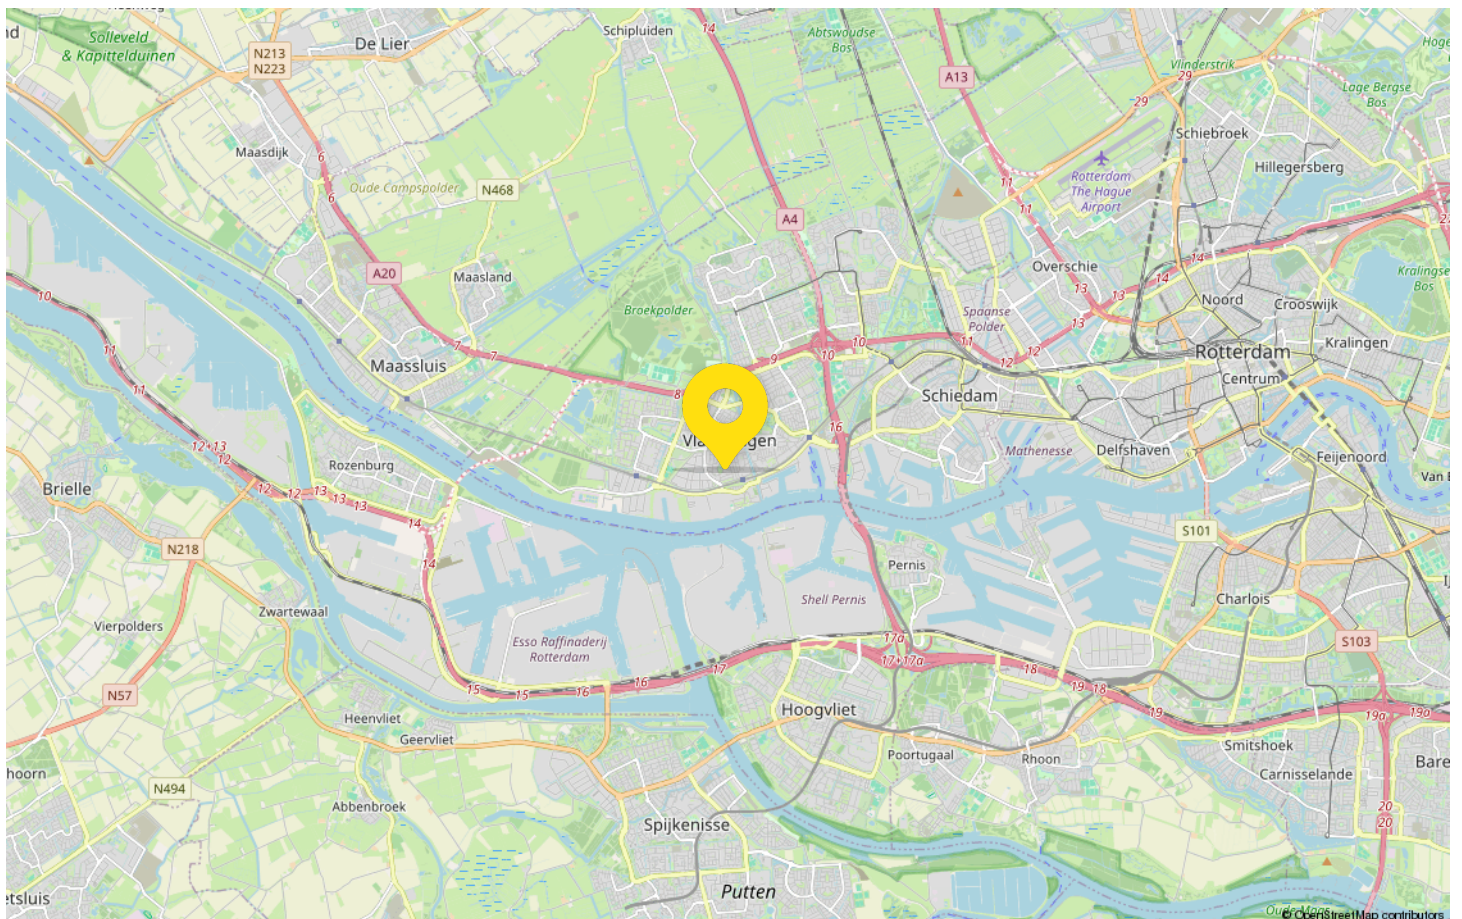 Solleveld
& Kapittelduinen
N213
N223
De Lier
Schipluiden
14
Abtswoudse
Bos
A13
Vlinderstrik
29
29
Lage Bergse
Bos
Schiebroek
Hillegersberg
Maasdijk
6
6
Oude Campspolder
N468
Rotterdam
The Hague
Airport
11
11
A4
A20
Maasland
Overschie
13
13
13
14
14
Kralingse
Bos
Noord
Crooswijk
Broekpolder
Spaanse
Polder
10
11
11
7
7
9
10
10
11
12
12
Rotterdam
Centrum
Kralingen
Maassluis
8
Schiedam
16
12+13
12
Rozenburg
Mathenesse
Delfshaven
Feijenoord
Brielle
12
12
13
13
13
14
N218
14
S101
Pernis
Shell Pernis
Charlois
Zwartewaal
Vierpolders
Esso Raffinaderij
Rotterdam
17a
17+17a
S103
N57
15
15
16
16
17
18
19
18
19
19a
19a
Heenvliet
Geervliet
Hoogvliet
Poortugaal
Rhoon
Smitshoek
Carnisselande
N494
Abbenbroek
Spijkenisse
20
20
Putten
Oude Maas
© OpenStreetMap contributors